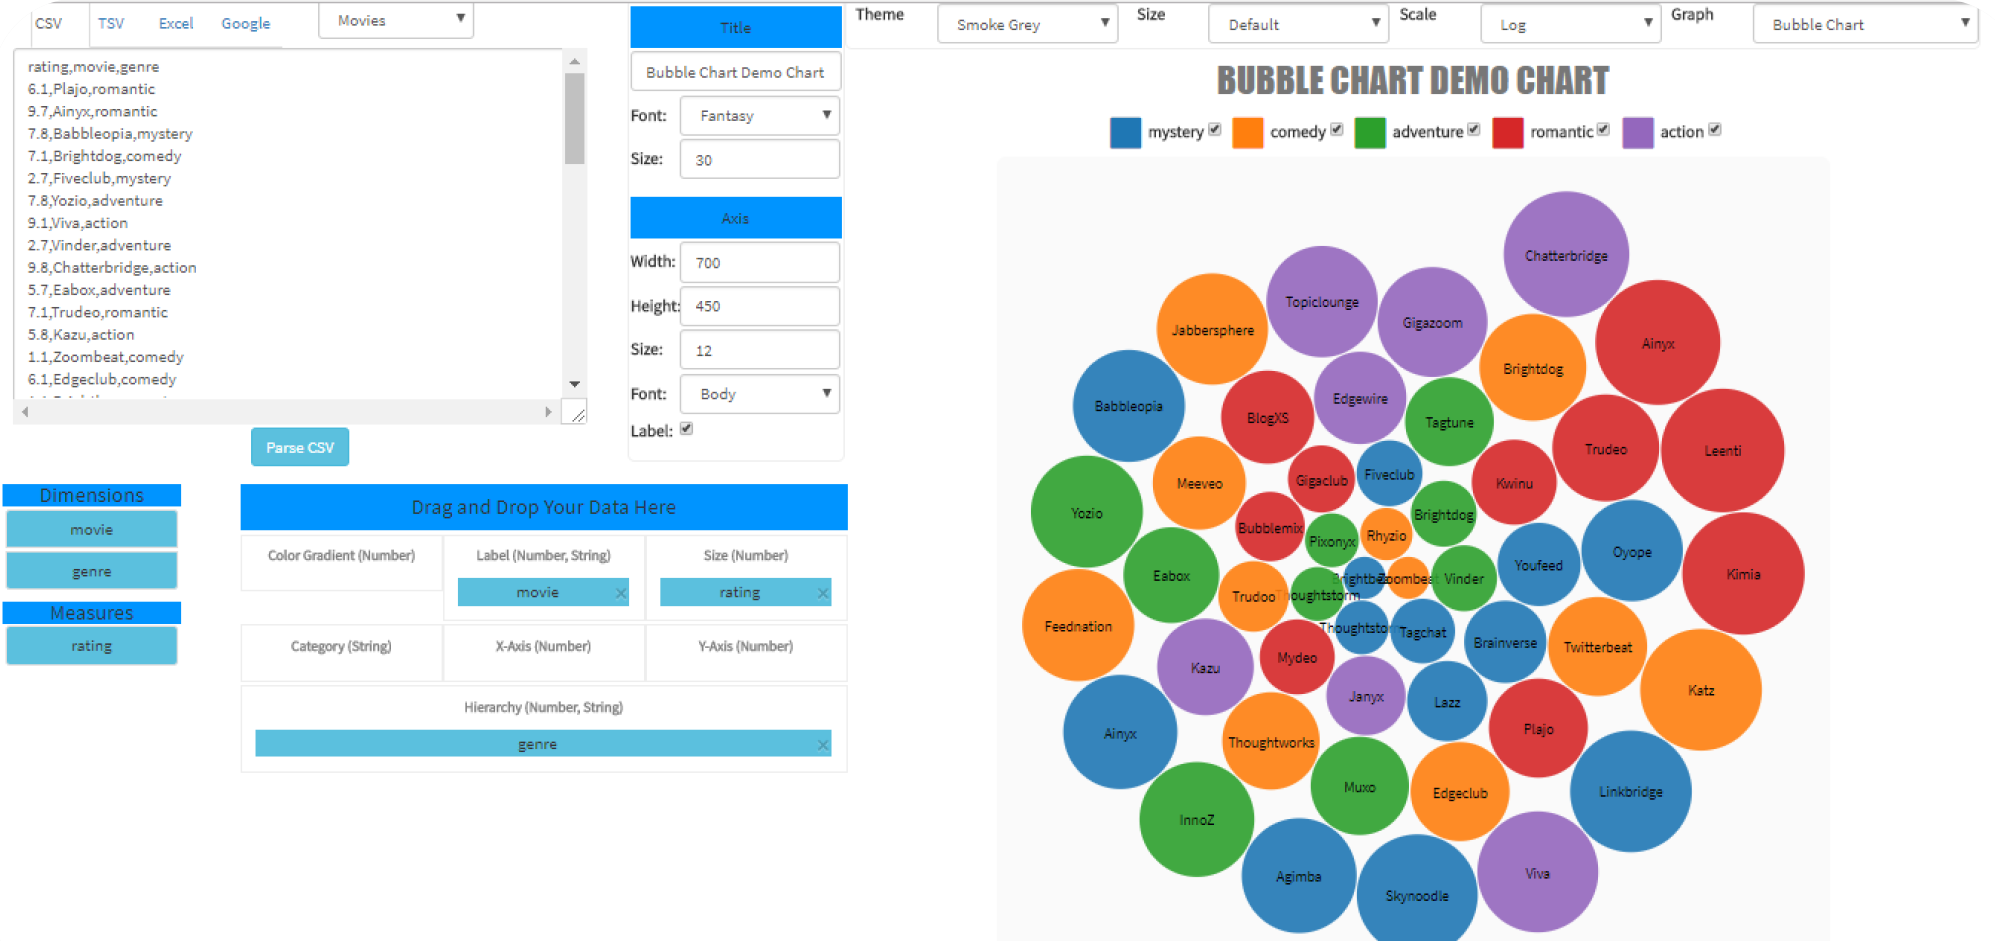 CSV TSV Excel Google Movies
rating,movie,genre
6.1,Plajo,romantic
9.7,Ainyx,romantic
7.8,Babbleopia,mystery
7.1,Brightdog,comedy
2.7,Fiveclub,mystery
7.8,Yozio,adventure
9.1,Viva,action
2.7,Vinder,adventure
9.8,Chatterbridge,action
5.7,Eabox,adventure
7.1,Trudeo,romantic
5.8,Kazu,action
1.1,Zoombeat,comedy
6.1,Edgeclub,comedy
Parse CSV
Title
Bubble Chart Demo Chart
Font: Fantasy
Size: 30
Axis
Width: 700
Height: 450
Size: 12
Font: Body
Label:
Dimensions
movie
genre
Measures
rating
Drag and Drop Your Data Here
Color Gradient (Number) Label (Number, String) Size (Number)
movie × rating ×
Category (String) X-Axis (Number) Y-Axis (Number)
Hierarchy (Number, String)
genre ×
Theme Smoke Grey Size Default Scale Log Graph Bubble Chart
BUBBLE CHART DEMO CHART
mystery comedy adventure romantic action
Chatterbridge
Topiclounge
Gigazoom
Jabbersphere
Ainyx
Brightdog
Edgewire
Babbleopia
BlogXS
Tagtune
Trudeo
Leenti
Fiveclub
Gigaclub
Meeveo
Kwinu
Yozio
Brightdog
Bubblemix
Rhyzio
Pixonyx
Oyope
Youfeed
Kimia
Eabox
Zoombeat
Vinder
Trudoo
Thoughtstorm
Feednation
Tagchat
Brainverse
Twitterbeat
Mydeo
Kazu
Katz
Janyx
Lazz
Plajo
Ainyx
Thoughtworks
Muxo
Edgeclub
Linkbridge
InnoZ
Viva
Agimba
Skynoodle